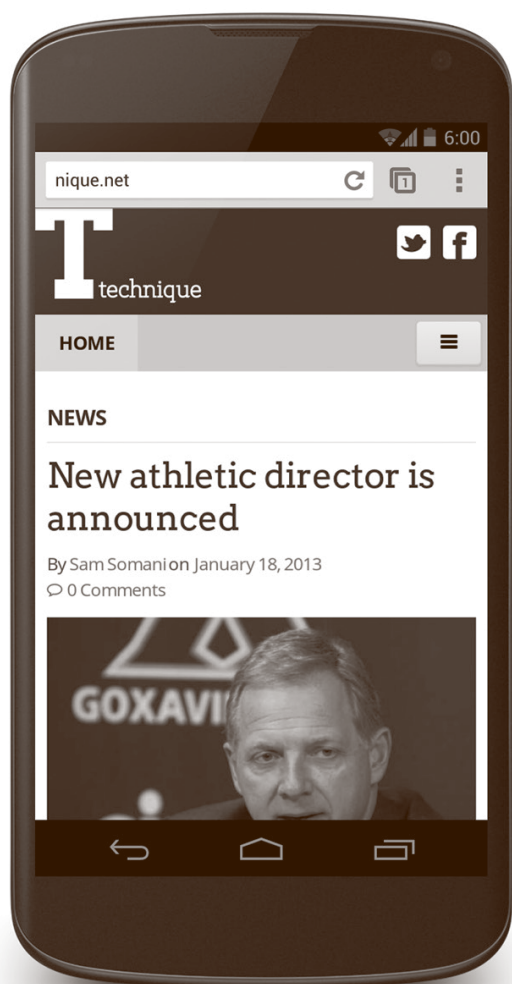 6:00
nique.net
1
T
technique
HOME
NEWS
New athletic director is
announced
By Sam Somani on January 18, 2013
0 Comments
GOXAVI